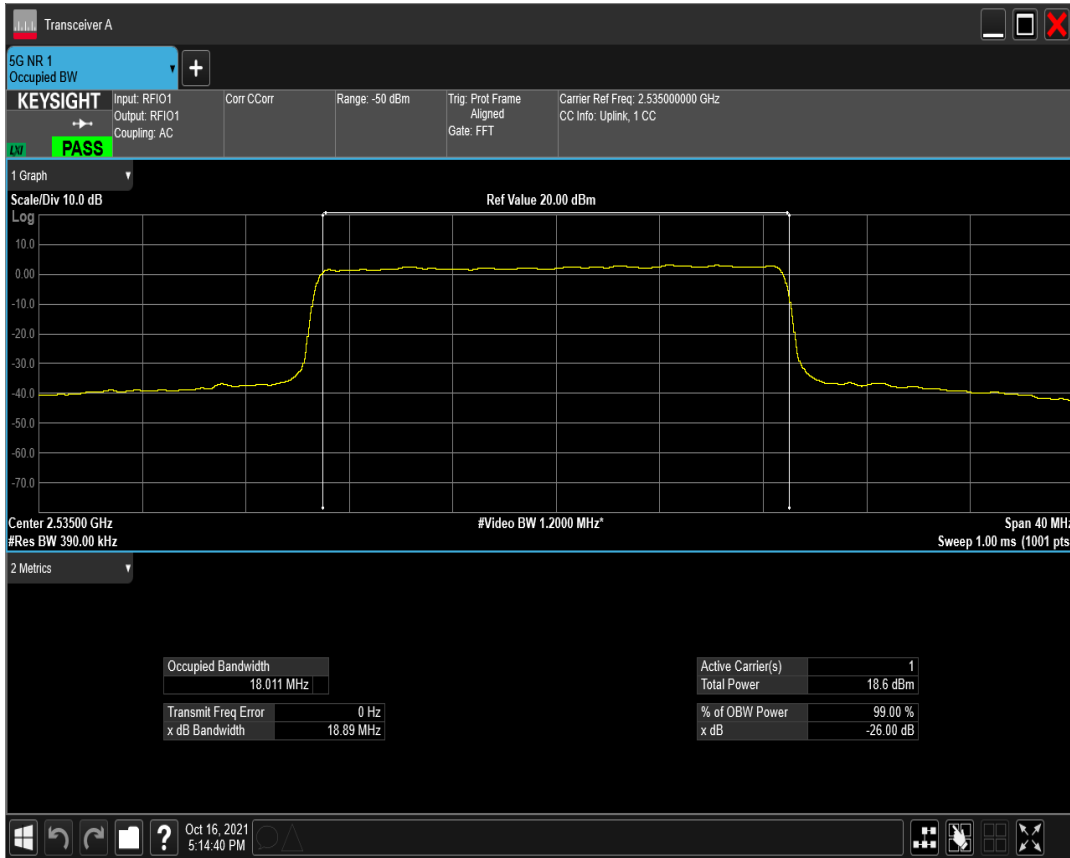 Transceiver A
5G NR 1
Occupied BW
KEYSIGHT
LXI
PASS
Input: RFIO1
Output: RFIO1
Coupling: AC
Corr CCorr
Range: -50 dBm
Trig: Prot Frame
Aligned
Gate: FFT
Carrier Ref Freq: 2.535000000 GHz
CC Info: Uplink, 1 CC
1 Graph
Scale/Div 10.0 dB
Ref Value 20.00 dBm
Log
10.0
0.00
-10.0
-20.0
-30.0
-40.0
-50.0
-60.0
-70.0
Center 2.53500 GHz
#Video BW 1.2000 MHz*
Span 40 MHz
#Res BW 390.00 kHz
Sweep 1.00 ms (1001 pts
2 Metrics
Occupied Bandwidth
18.011 MHz
Transmit Freq Error 0 Hz
x dB Bandwidth 18.89 MHz
Active Carrier(s) 1
Total Power 18.6 dBm
% of OBW Power 99.00 %
x dB -26.00 dB
?
Oct 16, 2021
5:14:40 PM